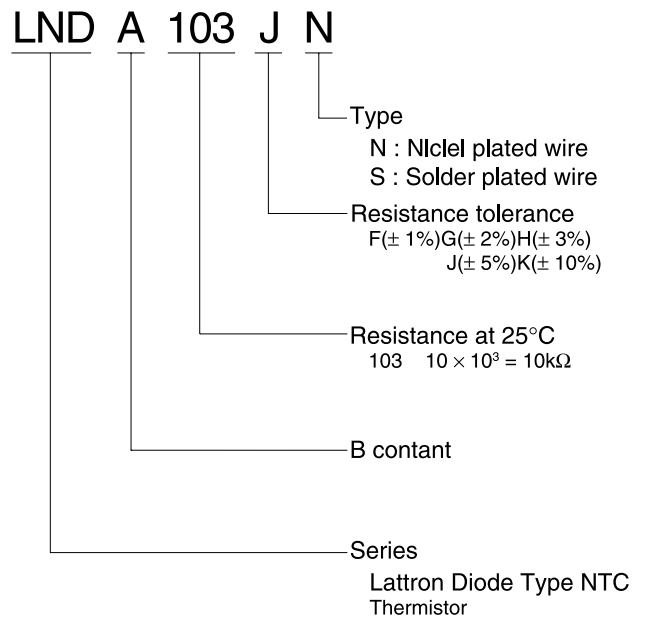 LND A 103 J N
Type
N : NIclel plated wire
S : Solder plated wire
Resistance tolerance
F(± 1%)G(± 2%)H(± 3%)
J(± 5%)K(± 10%)
Resistance at 25°C
103 10 × 10³ = 10kΩ
B contant
Series
Lattron Diode Type NTC
Thermistor